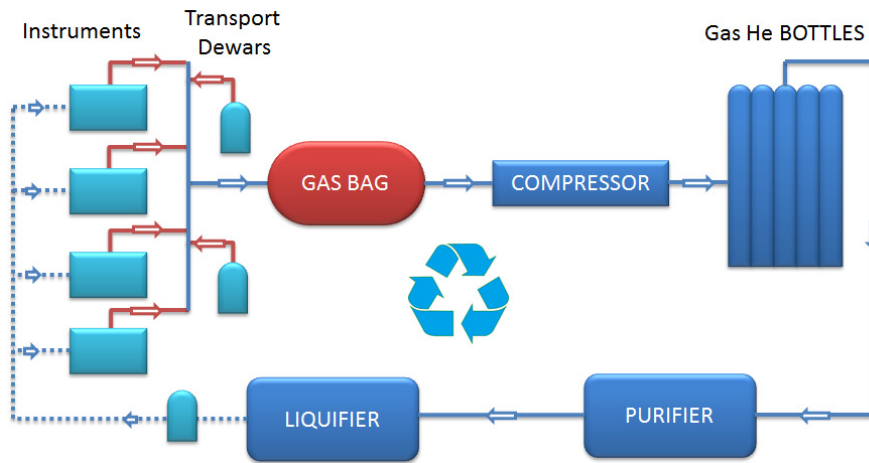 Instruments
Transport
Dewars
Gas He BOTTLES
GAS BAG
COMPRESSOR
LIQUIFIER
PURIFIER